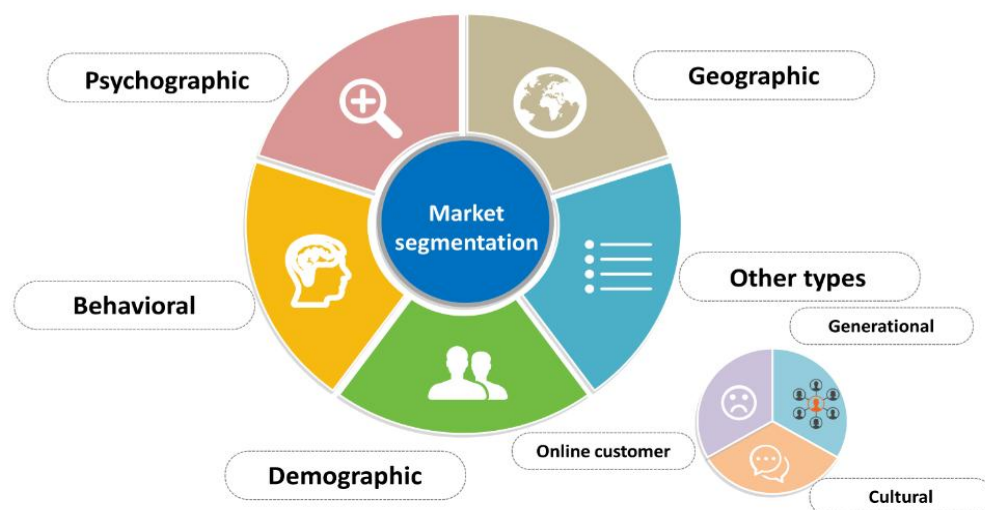 Psychographic
Geographic
Market
segmentation
Behavioral
Other types
Generational
Online customer
Demographic
Cultural